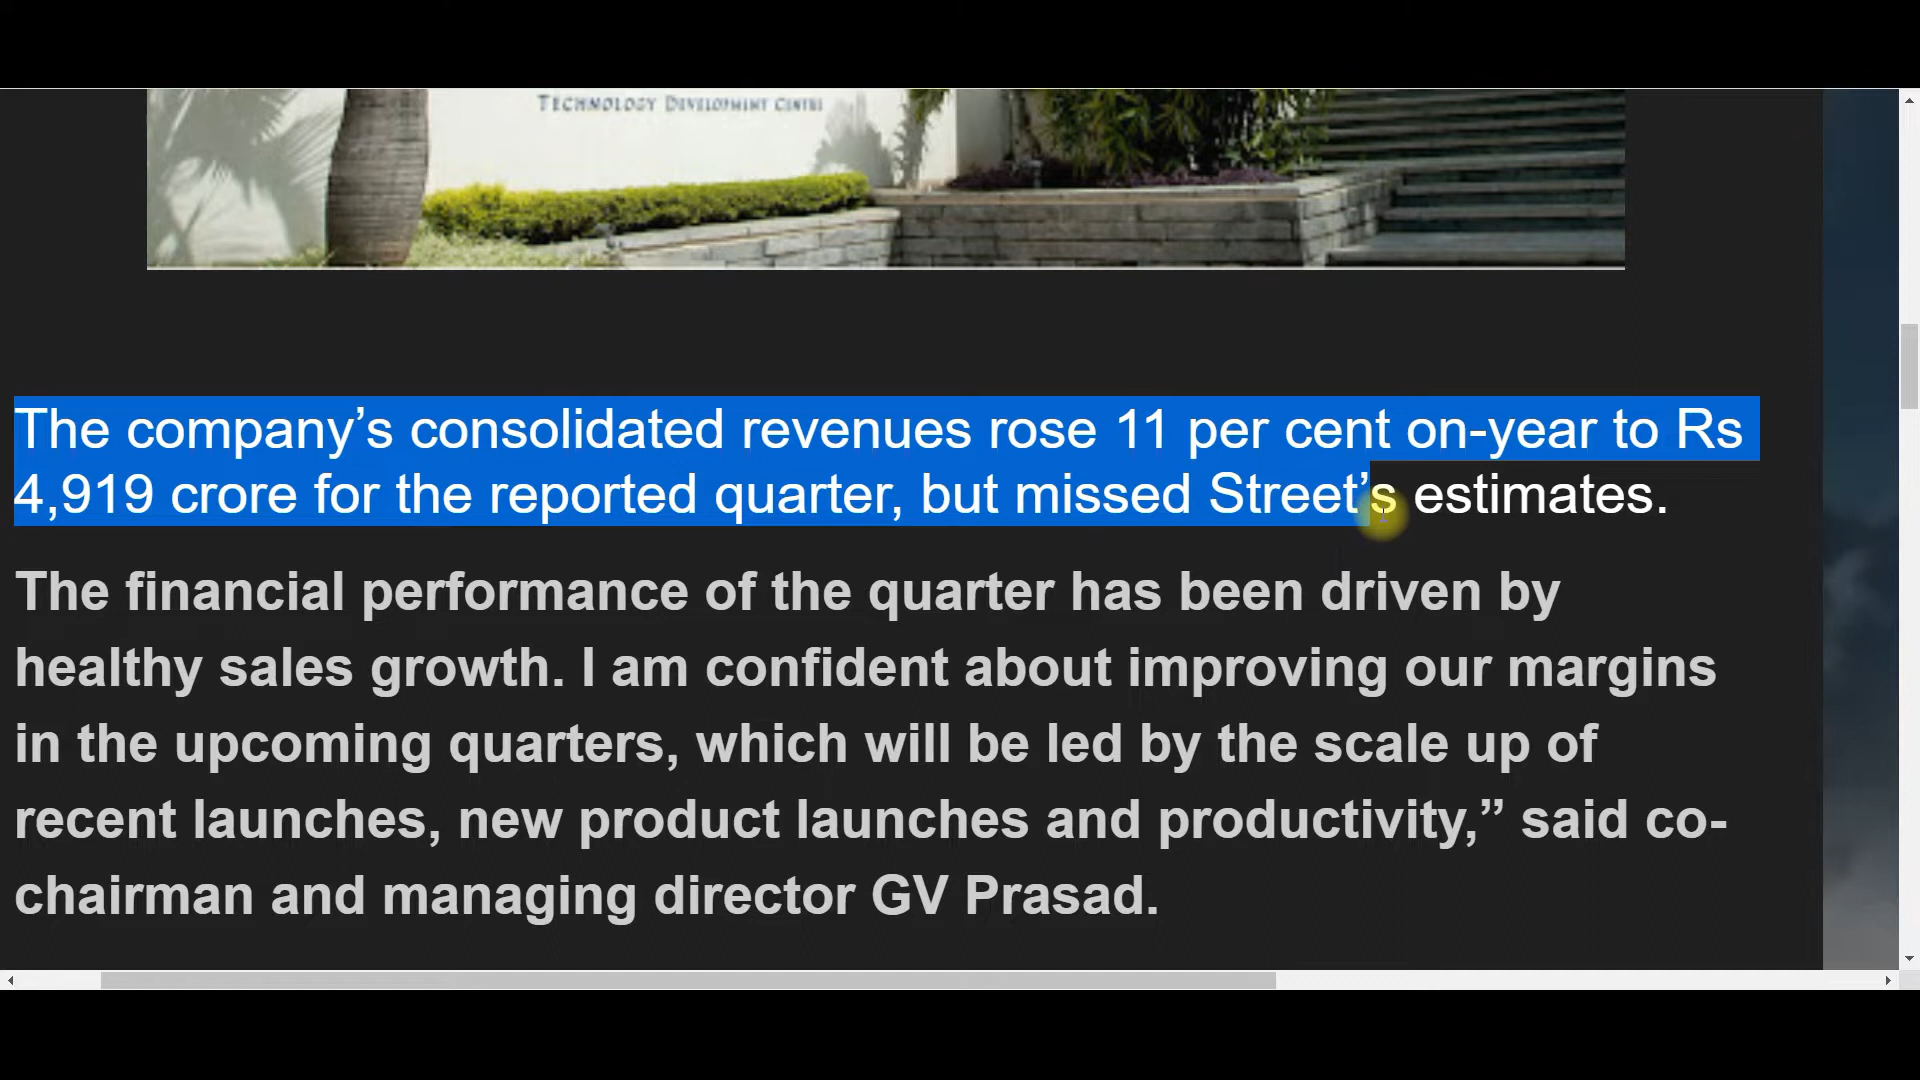 TECHNOLOGY DEVELOPMENT CENTRE
The company’s consolidated revenues rose 11 per cent on-year to Rs
4,919 crore for the reported quarter, but missed Street’s estimates.
The financial performance of the quarter has been driven by
healthy sales growth. I am confident about improving our margins
in the upcoming quarters, which will be led by the scale up of
recent launches, new product launches and productivity,” said co-
chairman and managing director GV Prasad.